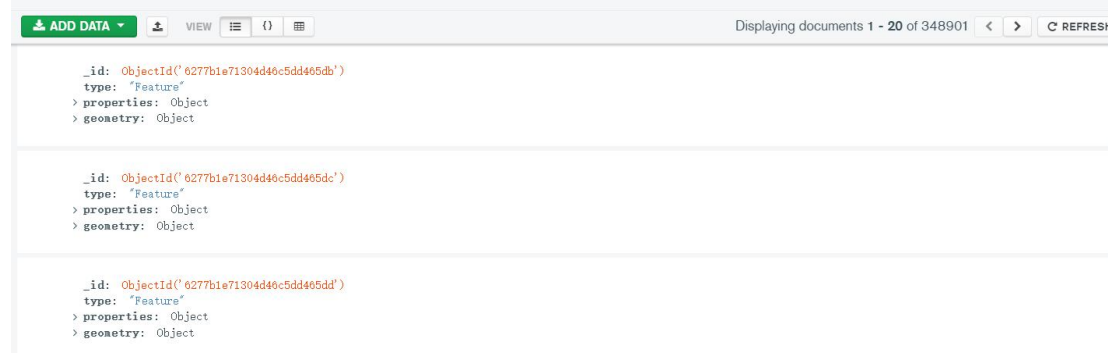 ADD DATA VIEW {} Displaying documents 1 - 20 of 348901 < > REFRESH
_id: ObjectId('6277b1e71304d46c5dd465db')
type: "Feature"
> properties: Object
> geometry: Object
_id: ObjectId('6277b1e71304d46c5dd465dc')
type: "Feature"
> properties: Object
> geometry: Object
_id: ObjectId('6277b1e71304d46c5dd465dd')
type: "Feature"
> properties: Object
> geometry: Object